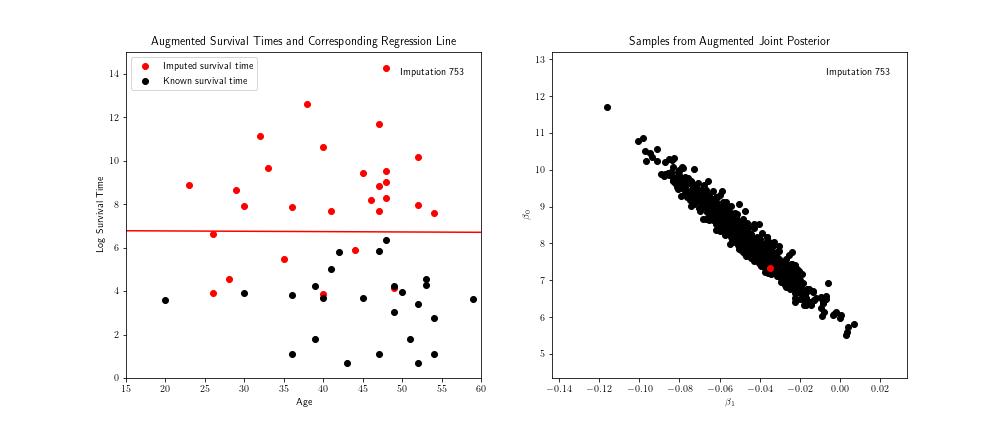 Augmented Survival Times and Corresponding Regression Line
Imputed survival time
Known survival time
Imputation 753
Log Survival Time
14
12
10
8
6
4
2
0
15 20 25 30 35 40 45 50 55 60
Age
Samples from Augmented Joint Posterior
Imputation 753
β₀
13
12
11
10
9
8
7
6
5
−0.14 −0.12 −0.10 −0.08 −0.06 −0.04 −0.02 0.00 0.02
β₁